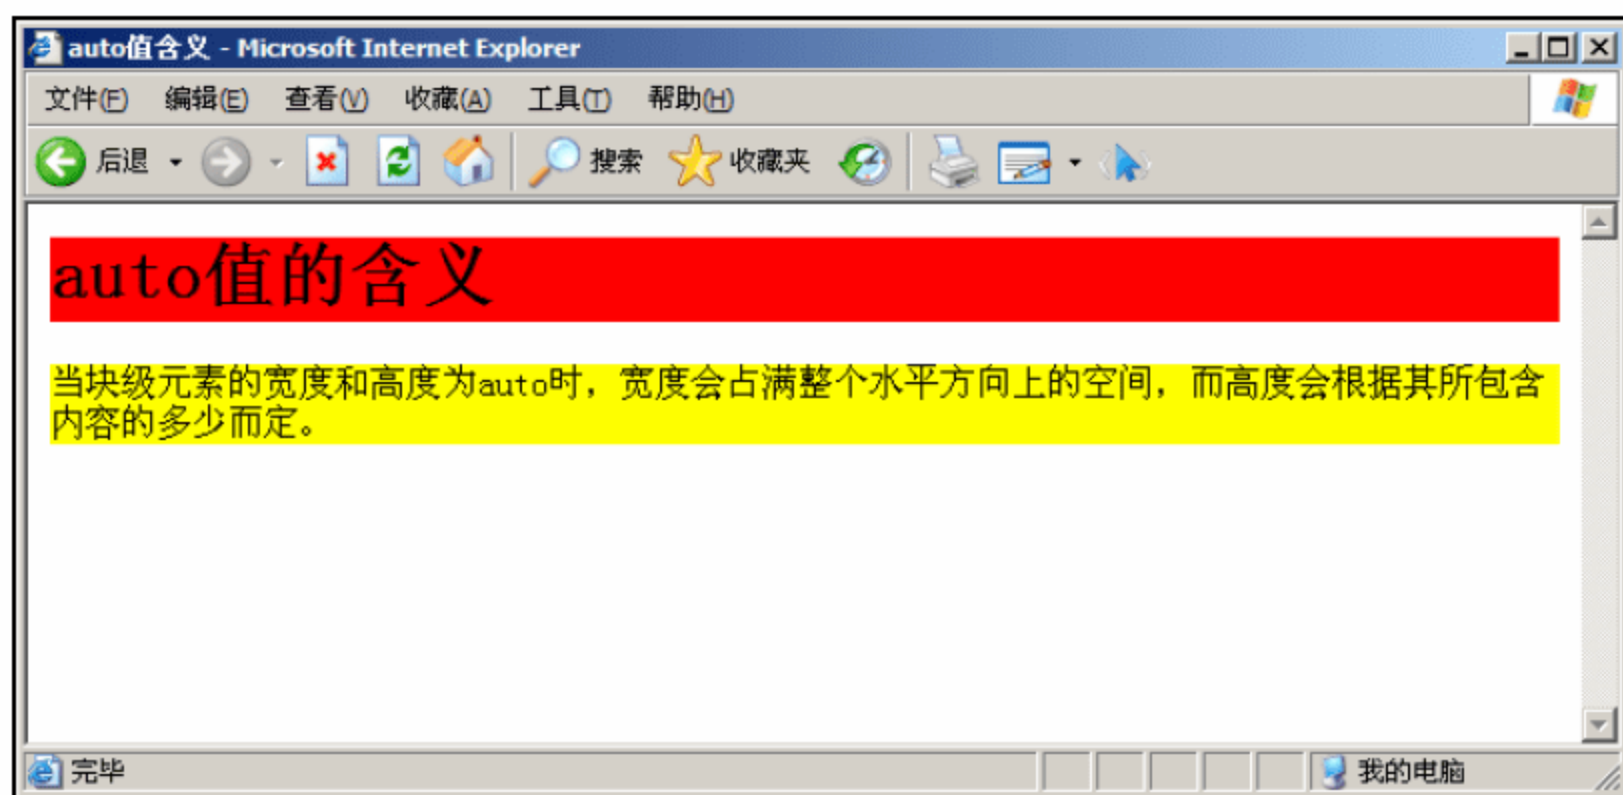 auto值含义 - Microsoft Internet Explorer
文件(F) 编辑(E) 查看(V) 收藏(A) 工具(T) 帮助(H)
后退 搜索 收藏夹
auto值的含义
当块级元素的宽度和高度为auto时，宽度会占满整个水平方向上的空间，而高度会根据其所包含
内容的多少而定。
完毕 我的电脑